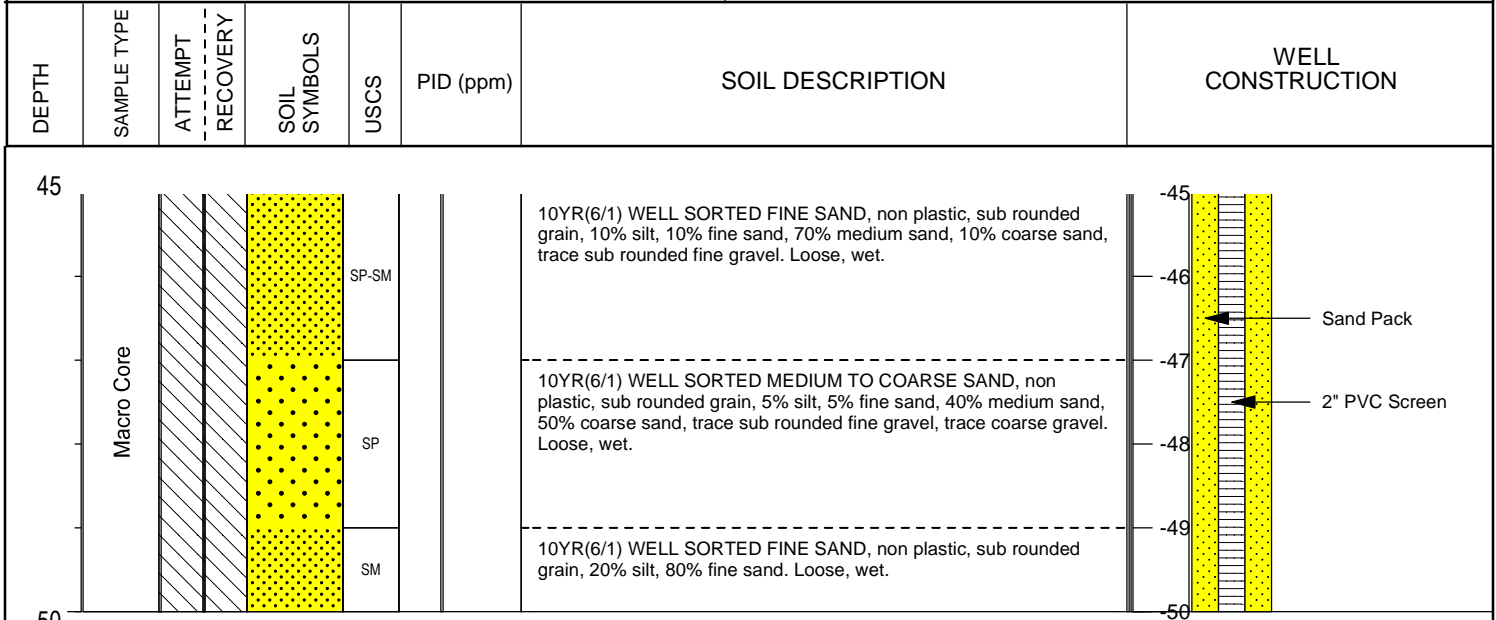 DEPTH
SAMPLE TYPE
ATTEMPT
RECOVERY
SOIL
SYMBOLS
USCS
PID (ppm)
SOIL DESCRIPTION
WELL
CONSTRUCTION
45
Macro Core
SP-SM
10YR(6/1) WELL SORTED FINE SAND, non plastic, sub rounded
grain, 10% silt, 10% fine sand, 70% medium sand, 10% coarse sand,
trace sub rounded fine gravel. Loose, wet.
-45
-46
Sand Pack
-47
SP
10YR(6/1) WELL SORTED MEDIUM TO COARSE SAND, non
plastic, sub rounded grain, 5% silt, 5% fine sand, 40% medium sand,
50% coarse sand, trace sub rounded fine gravel, trace coarse gravel.
Loose, wet.
2" PVC Screen
-48
-49
SM
10YR(6/1) WELL SORTED FINE SAND, non plastic, sub rounded
grain, 20% silt, 80% fine sand. Loose, wet.
50
-50